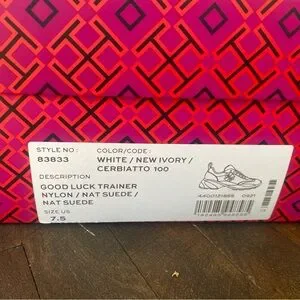 STYLE NO:
COLOR/CODE:
83833
WHITE / NEW IVORY /
CERBIATTO 100
DESCRIPTION
GOOD LUCK TRAINER
NYLON / NAT SUEDE /
NAT SUEDE
SIZE US
7.5
0921